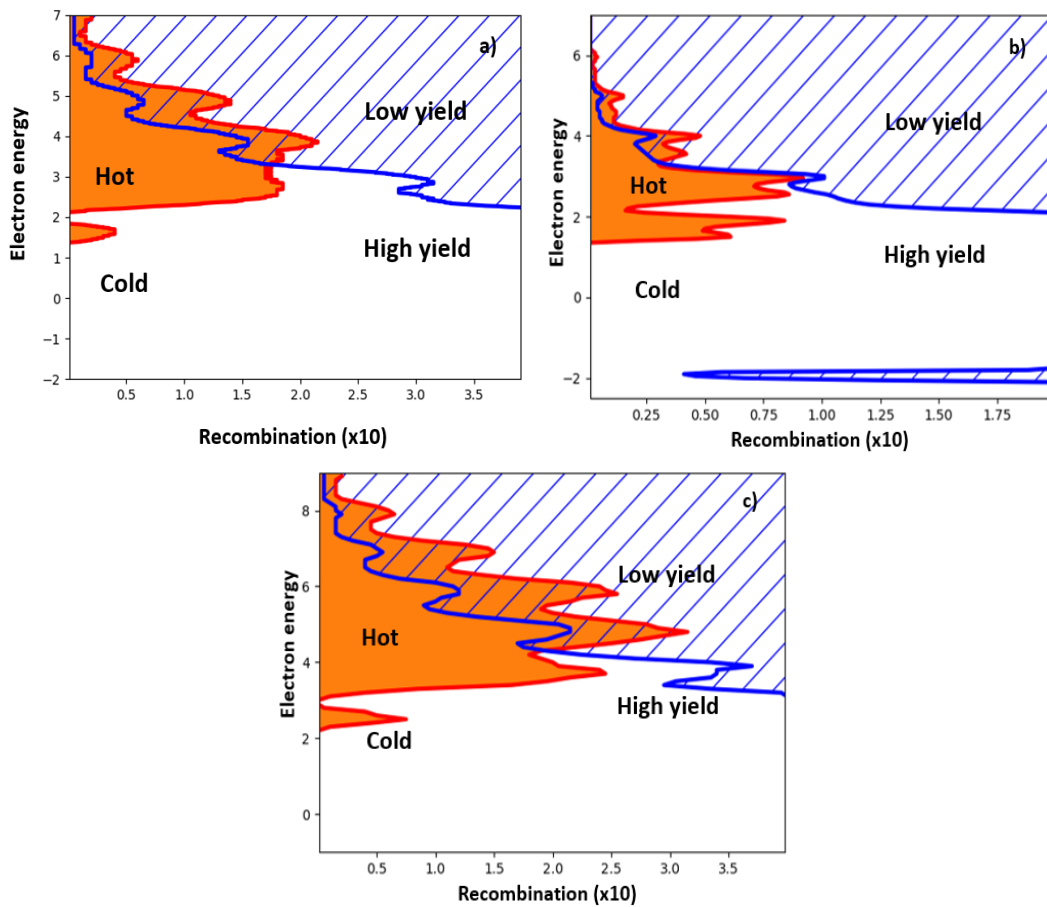 a)
Electron energy
7
6
5
4
3
2
1
0
−1
−2
Low yield
Hot
High yield
Cold
0.5 1.0 1.5 2.0 2.5 3.0 3.5
Recombination (x10)
b)
Electron energy
6
4
2
0
−2
Low yield
Hot
High yield
Cold
0.25 0.50 0.75 1.00 1.25 1.50 1.75
Recombination (x10)
c)
Electron energy
8
6
4
2
0
Low yield
Hot
High yield
Cold
0.5 1.0 1.5 2.0 2.5 3.0 3.5
Recombination (x10)